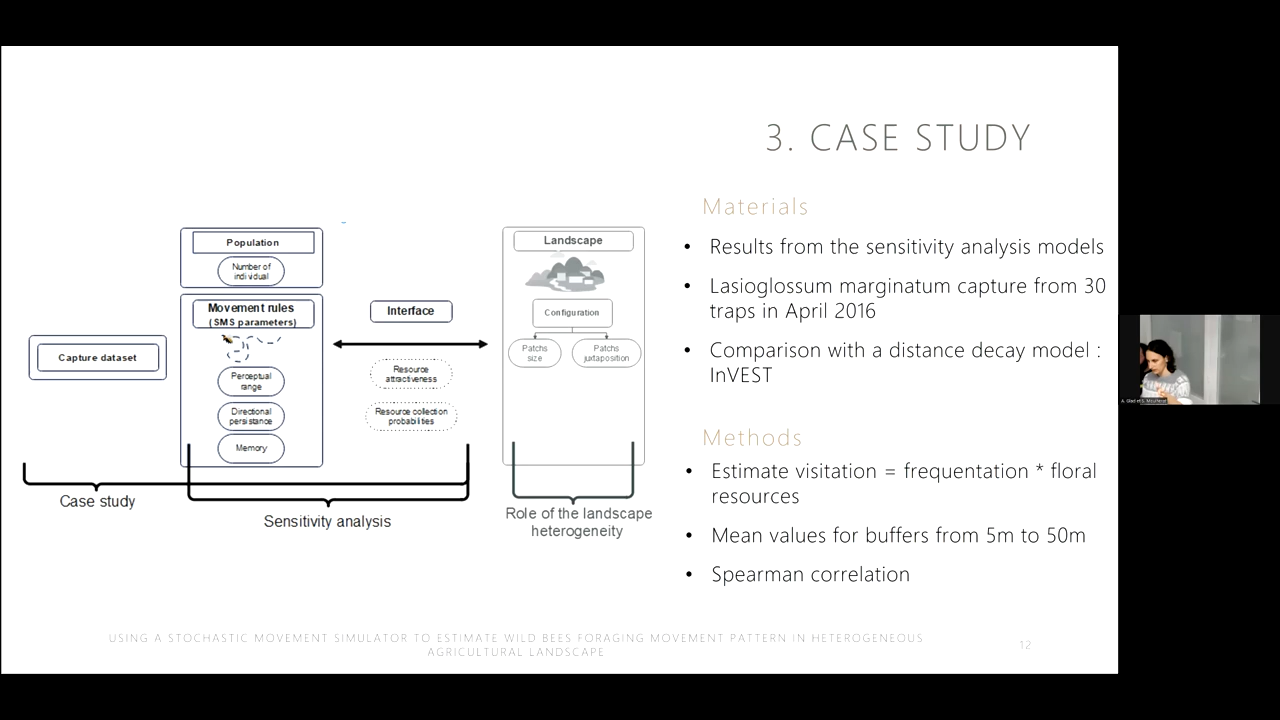 3. CASE STUDY
Materials
• Results from the sensitivity analysis models
• Lasioglossum marginatum capture from 30
traps in April 2016
• Comparison with a distance decay model :
InVEST
Methods
• Estimate visitation = frequentation * floral
resources
• Mean values for buffers from 5m to 50m
• Spearman correlation
Population
Number of
individual
Movement rules
(SMS parameters)
Perceptual
range
Directional
persistance
Memory
Capture dataset
Interface
Resource
attractiveness
Resource collection
probabilities
Landscape
Configuration
Patchs
size
Patchs
juxtaposition
Case study
Sensitivity analysis
Role of the landscape
heterogeneity
USING A STOCHASTIC MOVEMENT SIMULATOR TO ESTIMATE WILD BEES FORAGING MOVEMENT PATTERN IN HETEROGENEOUS
AGRICULTURAL LANDSCAPE
12